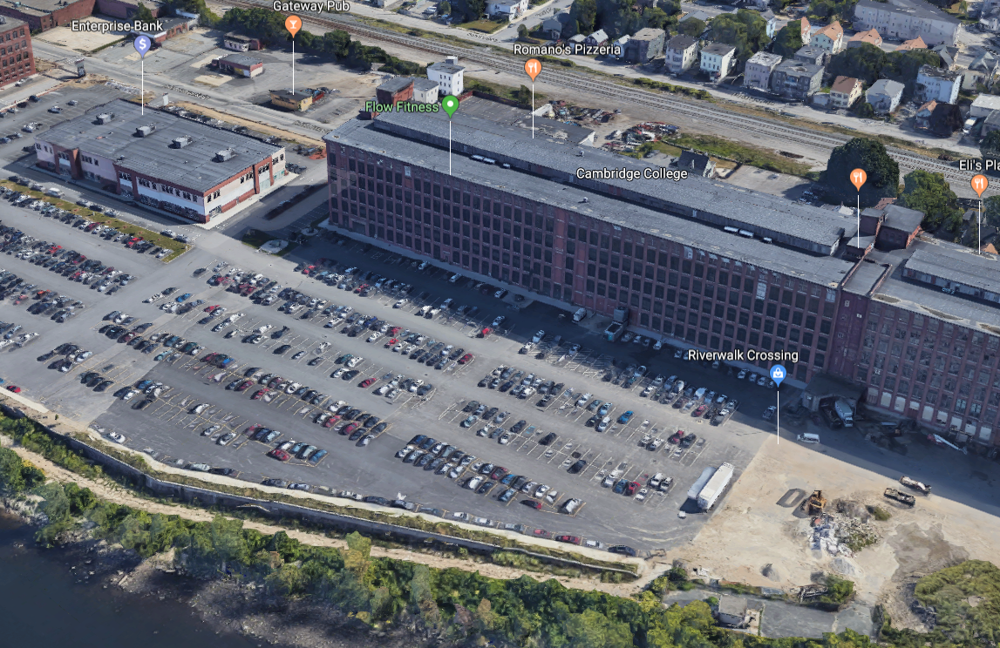 Gateway Pub
Enterprise Bank
Romano's Pizzeria
Flow Fitness
Cambridge College
Eli's Pla
Riverwalk Crossing